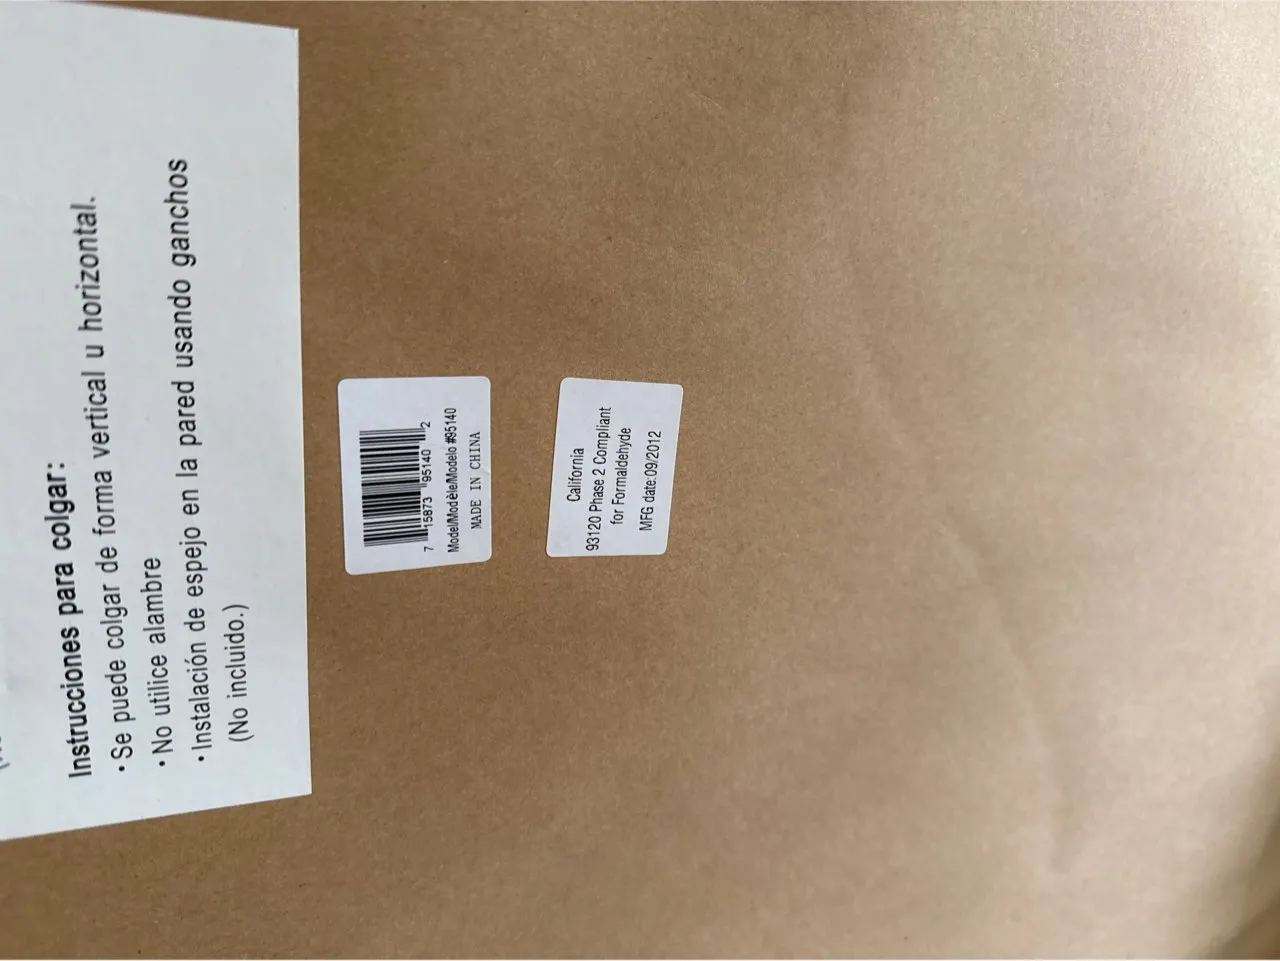 Instrucciones para colgar:
• Se puede colgar de forma vertical u horizontal.
• No utilice alambre
• Instalación de espejo en la pared usando ganchos
(No incluido.)
7 15873 95140 2
Model/Modèle/Modelo #95140
MADE IN CHINA
California
93120 Phase 2 Compliant
for Formaldehyde
MFG date:09/2012